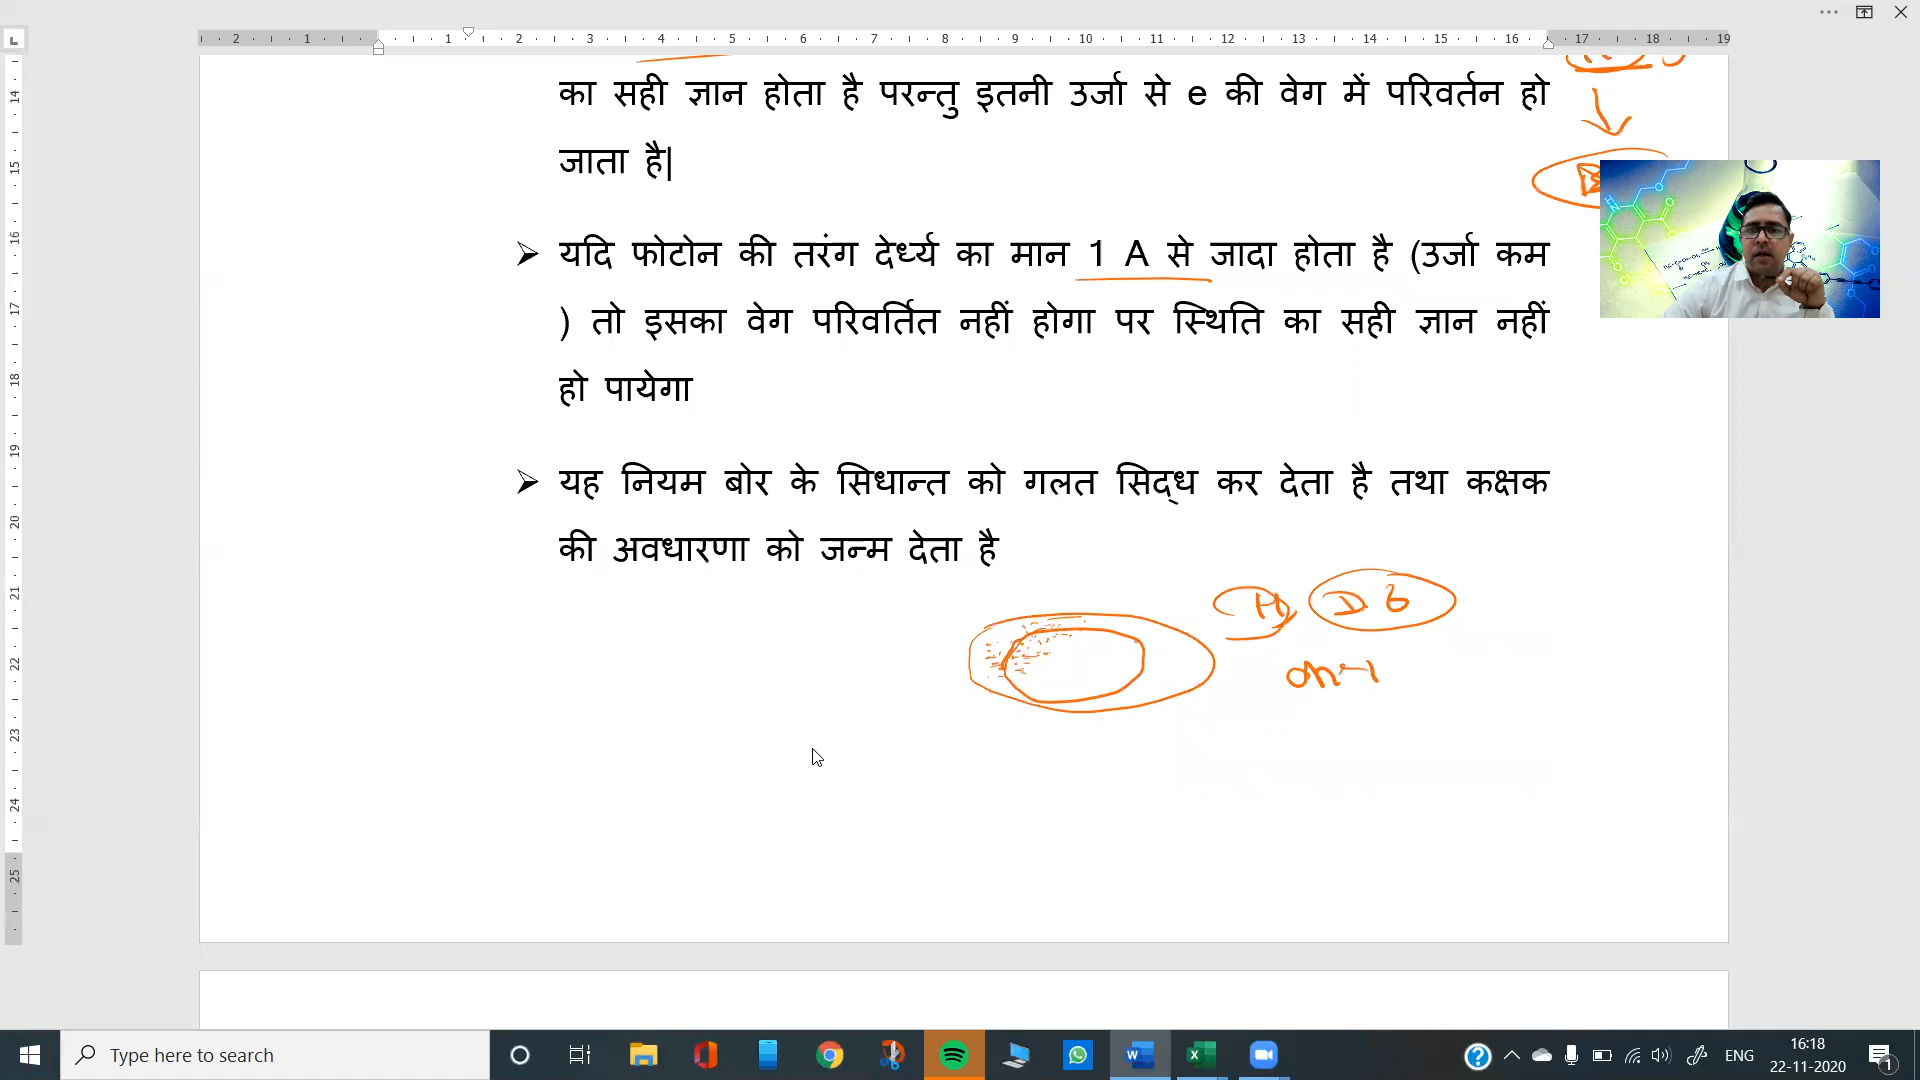 का सही ज्ञान होता है परन्तु इतनी उर्जा से e की वेग में परिवर्तन हो
जाता है|
➢ यदि फोटोन की तरंग देर्ध्य का मान 1 A से जादा होता है (उर्जा कम
) तो इसका वेग परिवर्तित नहीं होगा पर स्थिति का सही ज्ञान नहीं
हो पायेगा
➢ यह नियम बोर के सिधान्त को गलत सिद्ध कर देता है तथा कक्षक
की अवधारणा को जन्म देता है
H D B
Type here to search
ENG
16:18
22-11-2020
1